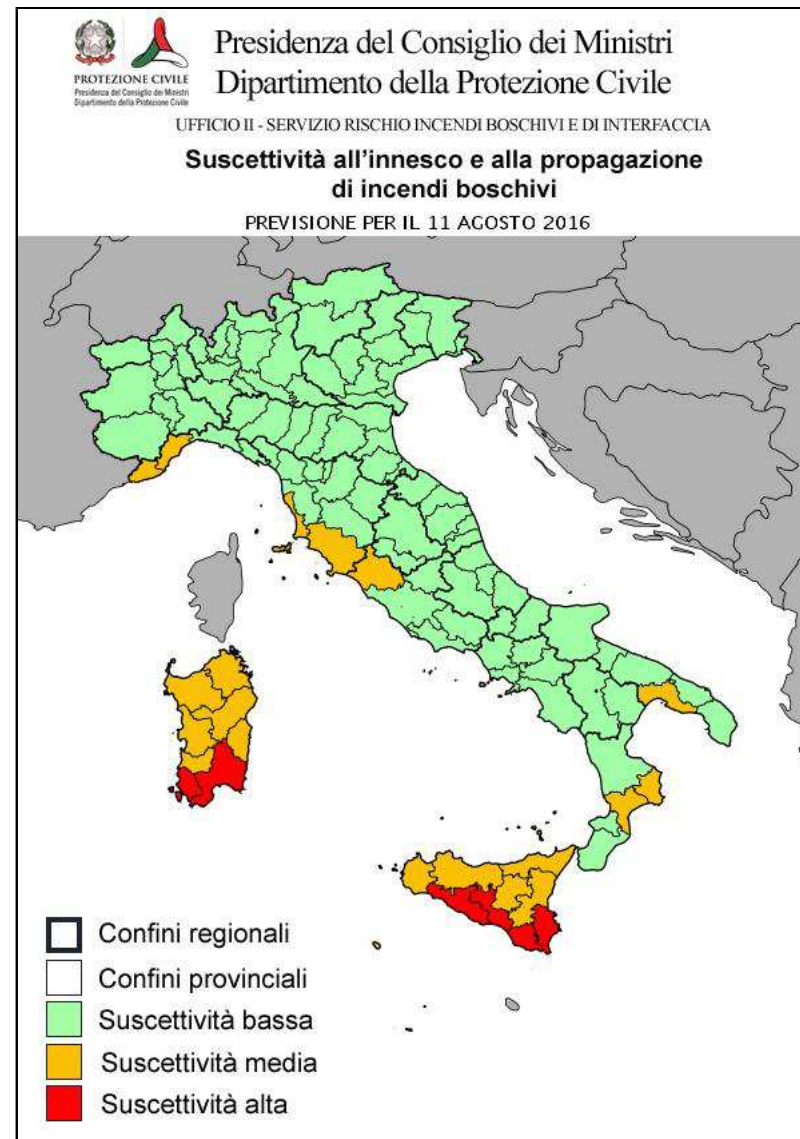 PROTEZIONE CIVILE
Presidenza del Consiglio dei Ministri
Dipartimento della Protezione Civile
Presidenza del Consiglio dei Ministri
Dipartimento della Protezione Civile
UFFICIO II - SERVIZIO RISCHIO INCENDI BOSCHIVI E DI INTERFACCIA
Suscettività all'innesco e alla propagazione
di incendi boschivi
PREVISIONE PER IL 11 AGOSTO 2016
Confini regionali
Confini provinciali
Suscettività bassa
Suscettività media
Suscettività alta